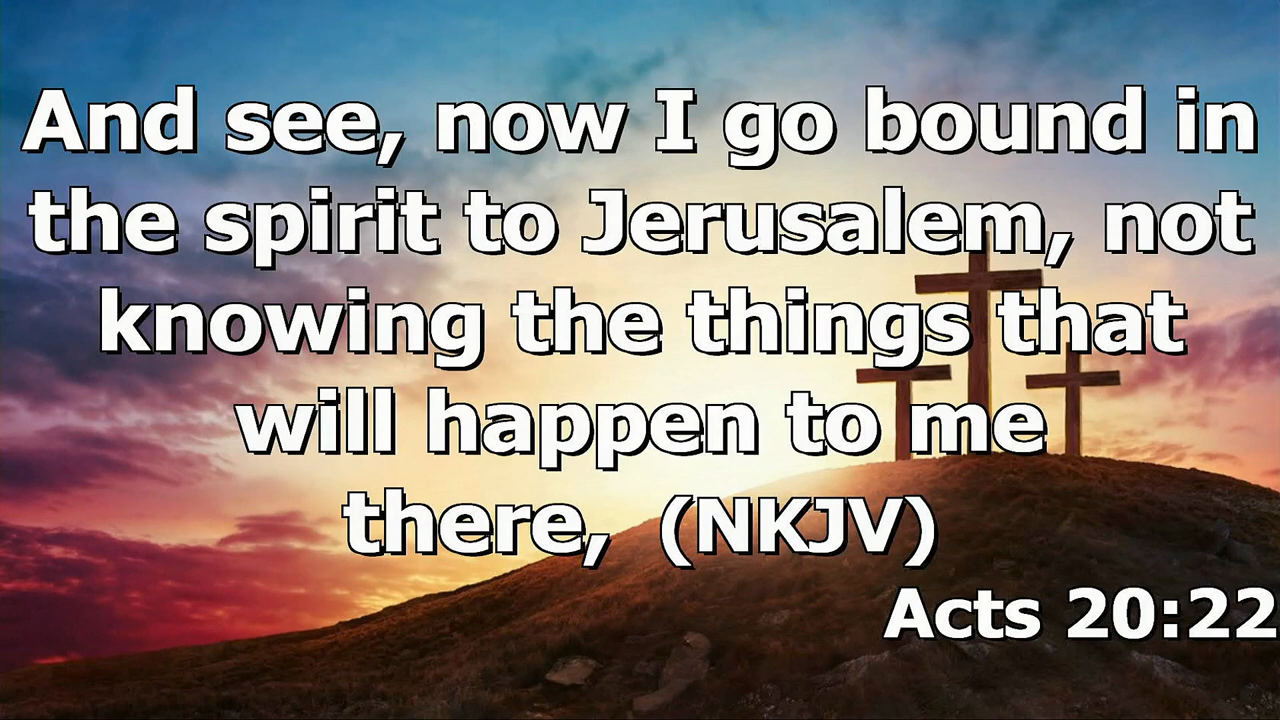 And see, now I go bound in
the spirit to Jerusalem, not
knowing the things that
will happen to me
there,  (NKJV)
Acts 20:22